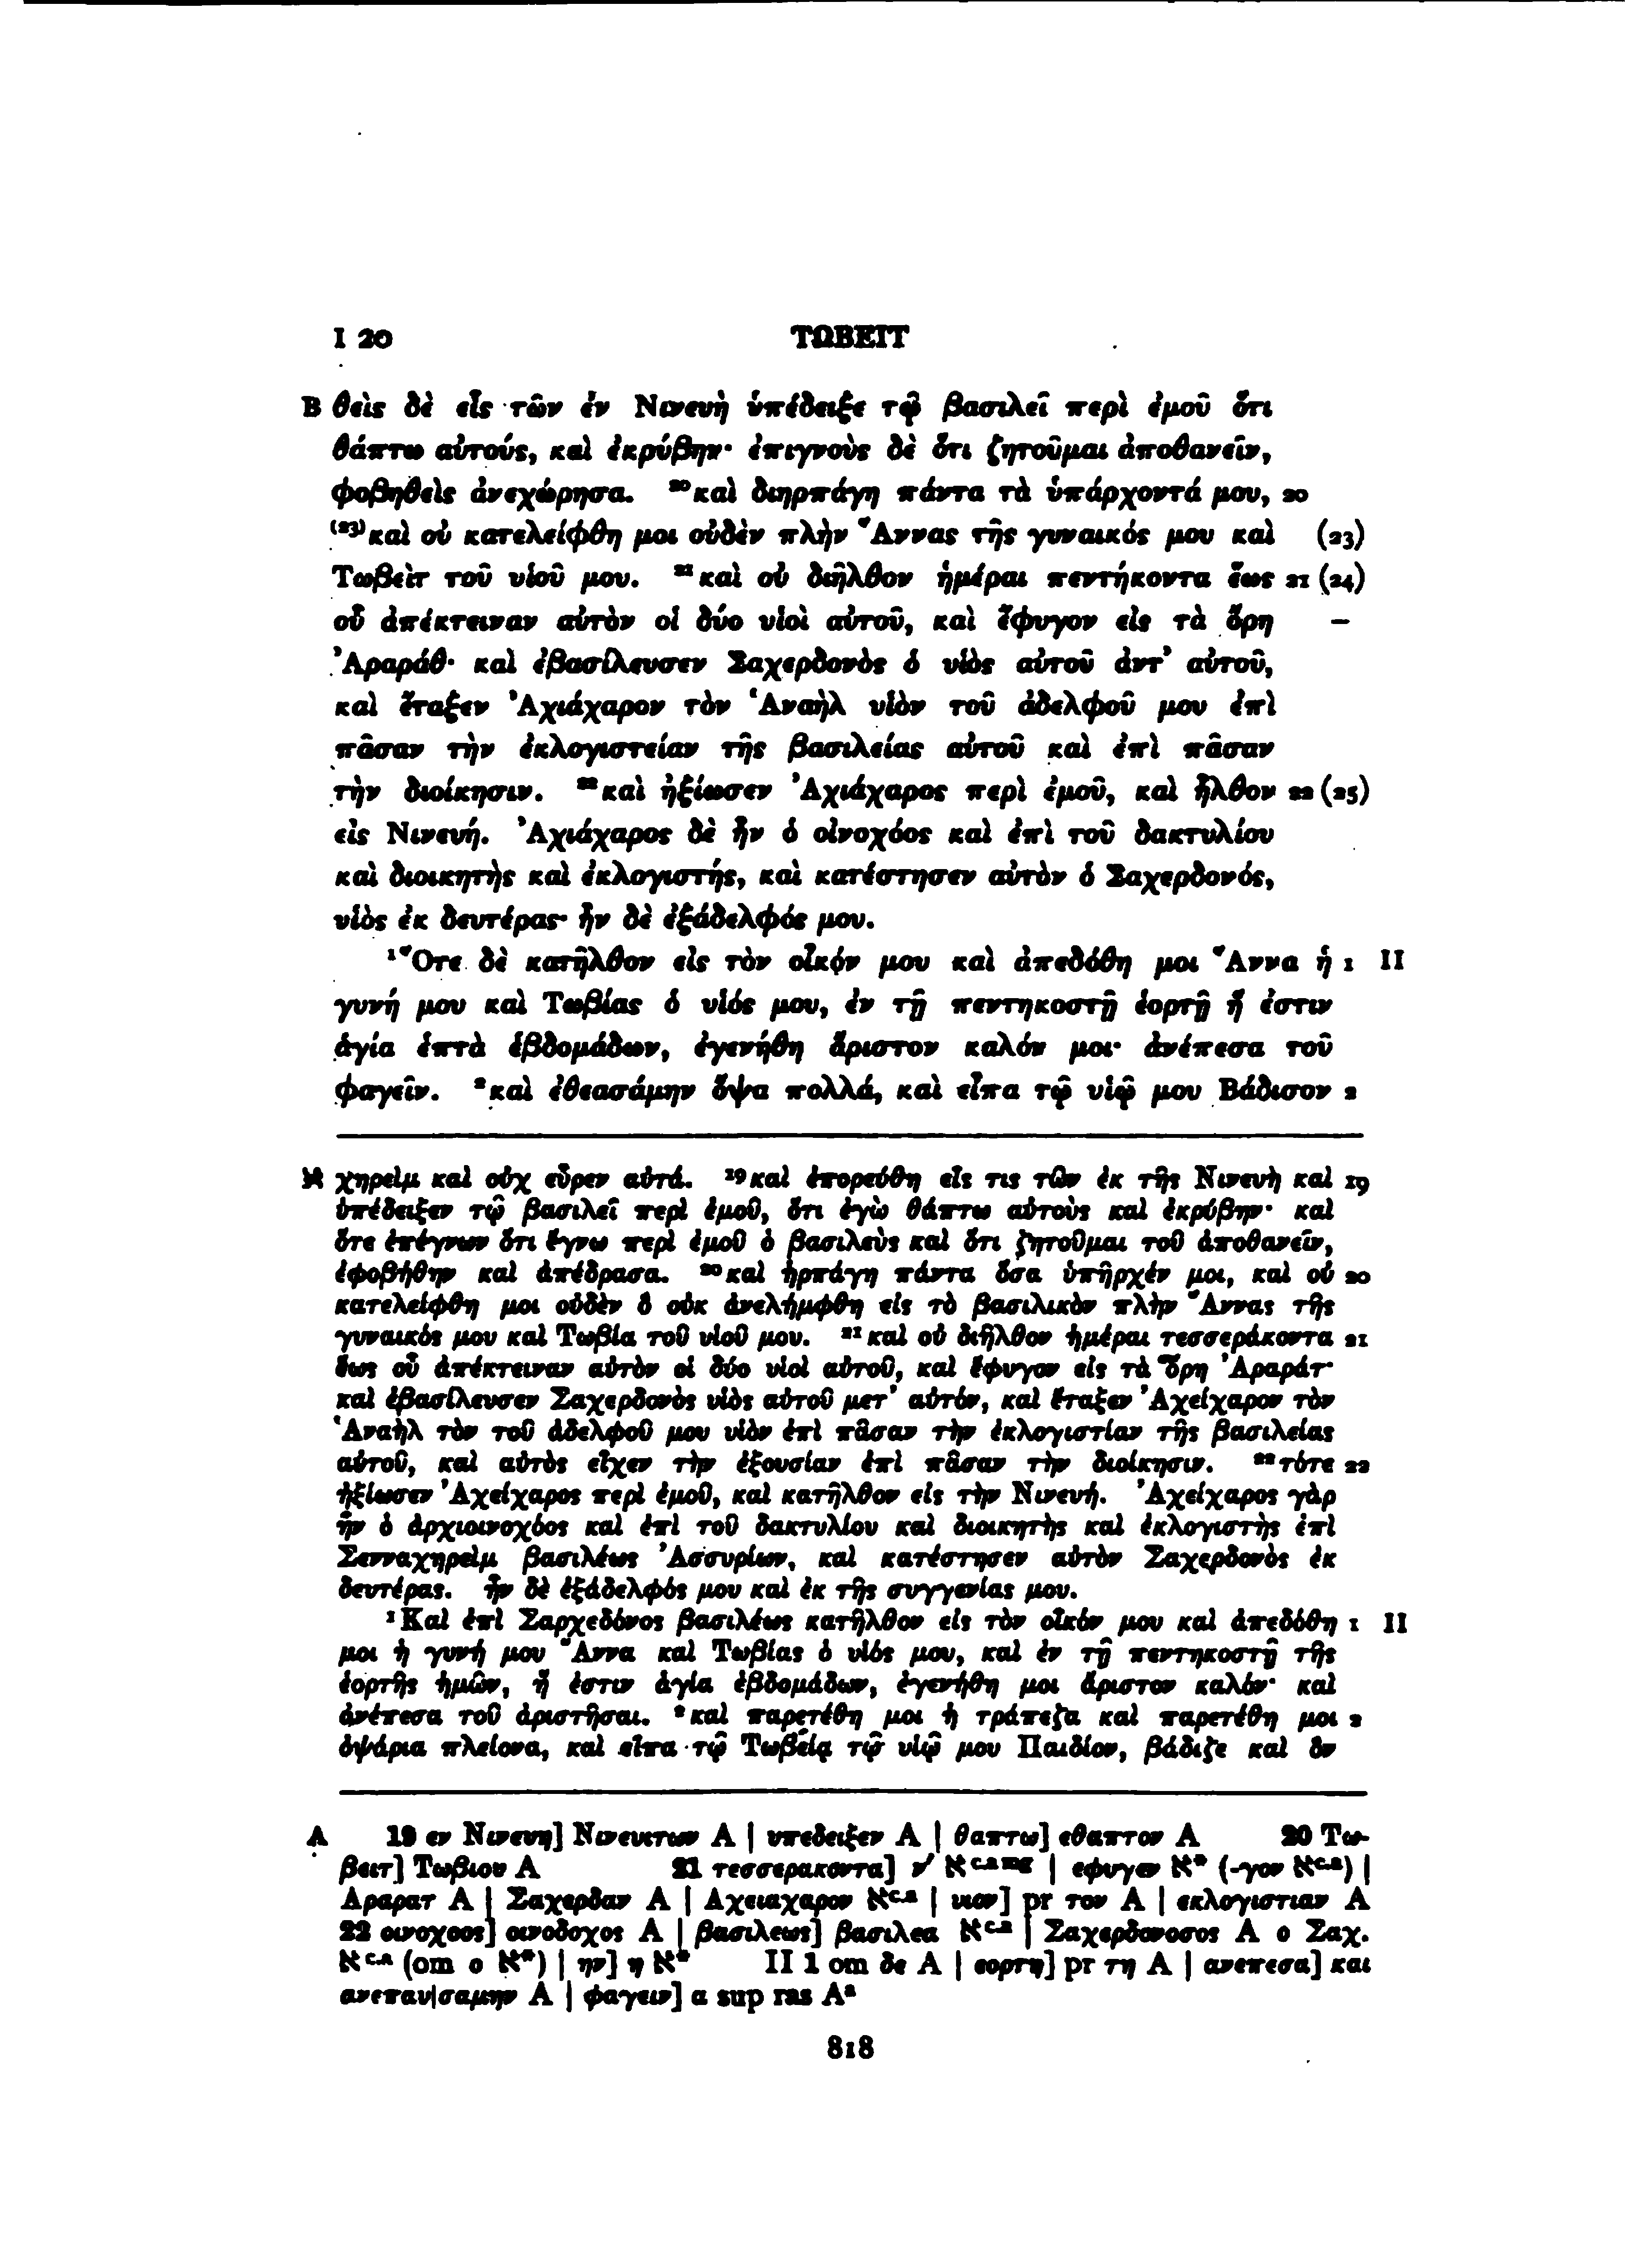 I 20 ΤΩΒΕΙΤ
B θεὶς δὲ εἷς τῶν ἐν Νινευὴ ὑπέδειξε τῷ βασιλεῖ περὶ ἐμοῦ ὅτι
θάπτω αὐτούς, καὶ ἐκρύβην· ἐπιγνοὺς δὲ ὅτι ζητοῦμαι ἀποθανεῖν,
φοβηθεὶς ἀνεχώρησα. ²⁰καὶ διηρπάγη πάντα τὰ ὑπάρχοντά μου, 20
⁽²³⁾καὶ οὐ κατελείφθη μοι οὐδὲν πλὴν Ἄννας τῆς γυναικός μου καὶ (23)
Τωβεὶτ τοῦ υἱοῦ μου. ²¹καὶ οὐ διῆλθον ἡμέραι πεντήκοντα ἕως 21 (24)
οὗ ἀπέκτειναν αὐτὸν οἱ δύο υἱοὶ αὐτοῦ, καὶ ἔφυγον εἰς τὰ ὄρη –
Ἀραράθ· καὶ ἐβασίλευσεν Σαχερδονὸς ὁ υἱὸς αὐτοῦ ἀντ’ αὐτοῦ,
καὶ ἔταξεν Ἀχιάχαρον τὸν Ἁναὴλ υἱὸν τοῦ ἀδελφοῦ μου ἐπὶ
πᾶσαν τὴν ἐκλογιστείαν τῆς βασιλείας αὐτοῦ καὶ ἐπὶ πᾶσαν
τὴν διοίκησιν. ²²καὶ ἠξίωσεν Ἀχιάχαρος περὶ ἐμοῦ, καὶ ἦλθον 22 (25)
εἰς Νινευή. Ἀχιάχαρος δὲ ἦν ὁ οἰνοχόος καὶ ἐπὶ τοῦ δακτυλίου
καὶ διοικητὴς καὶ ἐκλογιστής, καὶ κατέστησεν αὐτὸν ὁ Σαχερδονός,
υἱὸς ἐκ δευτέρας· ἦν δὲ ἐξάδελφός μου.
¹Ὅτε δὲ κατῆλθον εἰς τὸν οἶκόν μου καὶ ἀπεδόθη μοι Ἄννα ἡ 1 II
γυνή μου καὶ Τωβίας ὁ υἱός μου, ἐν τῇ πεντηκοστῇ ἑορτῇ ἥ ἐστιν
ἁγία ἑπτὰ ἑβδομάδων, ἐγενήθη ἄριστον καλόν μοι· ἀνέπεσα τοῦ
φαγεῖν. ²καὶ ἐθεασάμην ὄψα πολλά, καὶ εἶπα τῷ υἱῷ μου Βάδισον 2
א χηρεὶμ καὶ οὐχ εὗρεν αὐτά. ¹⁹καὶ ἐπορεύθη εἷς τις τῶν ἐκ τῆς Νινευὴ καὶ 19
ὑπέδειξεν τῷ βασιλεῖ περὶ ἐμοῦ, ὅτι ἐγὼ θάπτω αὐτοὺς καὶ ἐκρύβην· καὶ
ὅτε ἐπέγνων ὅτι ἔγνω περὶ ἐμοῦ ὁ βασιλεὺς καὶ ὅτι ζητοῦμαι τοῦ ἀποθανεῖν,
ἐφοβήθην καὶ ἀπέδρασα. ²⁰καὶ ἡρπάγη πάντα ὅσα ὑπῆρχέν μοι, καὶ οὐ 20
κατελείφθη μοι οὐδὲν ὃ οὐκ ἀνελήμφθη εἰς τὸ βασιλικὸν πλὴν Ἄννας τῆς
γυναικός μου καὶ Τωβία τοῦ υἱοῦ μου. ²¹καὶ οὐ διῆλθον ἡμέραι τεσσεράκοντα 21
ἕως οὗ ἀπέκτειναν αὐτὸν οἱ δύο υἱοὶ αὐτοῦ, καὶ ἔφυγον εἰς τὰ ὄρη Ἀραράτ·
καὶ ἐβασίλευσεν Σαχερδονὸς υἱὸς αὐτοῦ μετ’ αὐτόν, καὶ ἔταξεν Ἀχείχαρον τὸν
Ἁναὴλ τὸν τοῦ ἀδελφοῦ μου υἱὸν ἐπὶ πᾶσαν τὴν ἐκλογιστίαν τῆς βασιλείας
αὐτοῦ, καὶ αὐτὸς εἶχεν τὴν ἐξουσίαν ἐπὶ πᾶσαν τὴν διοίκησιν. ²²τότε 22
ἠξίωσεν Ἀχείχαρος περὶ ἐμοῦ, καὶ κατῆλθον εἰς τὴν Νινευή. Ἀχείχαρος γὰρ
ἦν ὁ ἀρχιοινοχόος καὶ ἐπὶ τοῦ δακτυλίου καὶ διοικητὴς καὶ ἐκλογιστὴς ἐπὶ
Σενναχηρεὶμ βασιλέως Ἀσσυρίων, καὶ κατέστησεν αὐτὸν Σαχερδονὸς ἐκ
δευτέρας. ἦν δὲ ἐξάδελφός μου καὶ ἐκ τῆς συγγενίας μου.
¹Καὶ ἐπὶ Σαρχεδόνος βασιλέως κατῆλθον εἰς τὸν οἶκόν μου καὶ ἀπεδόθη 1 II
μοι ἡ γυνή μου Ἄννα καὶ Τωβίας ὁ υἱός μου, καὶ ἐν τῇ πεντηκοστῇ τῆς
ἑορτῆς ἡμῶν, ἥ ἐστιν ἁγία ἑβδομάδων, ἐγενήθη μοι ἄριστον καλόν· καὶ
ἀνέπεσα τοῦ ἀριστῆσαι. ²καὶ παρετέθη μοι ἡ τράπεζα καὶ παρετέθη μοι 2
ὀψάρια πλείονα, καὶ εἶπα τῷ Τωβείᾳ τῷ υἱῷ μου Παιδίον, βάδιζε καὶ ὃν
A 19 εν Νινευη] Νινευιτων A | υπεδειξεν A | θαπτω] εθαπτον A 20 Τω-
βειτ] Τωβιου A 21 τεσσερακοντα] ν′ אᶜ·ᵃᵐᵍ | εφυγεν א* (-γον אᶜ·ᵃ) |
Αραρατ A | Σαχερδαν A | Αχειαχαρον אᶜ·ᵃ | υιον] pr τον A | εκλογιστιαν A
22 οινοχοος] οινοδοχος A | βασιλεως] βασιλεα אᶜ·ᵃ | Σαχερδονοσος A ο Σαχ.
אᶜ·ᵃ (om ο א*) | ην] η א* II 1 om δε A | εορτη] pr τη A | ανεπεσα] και
ανεπαυ|σαμην A | φαγειν] α sup ras Aᵃ
818